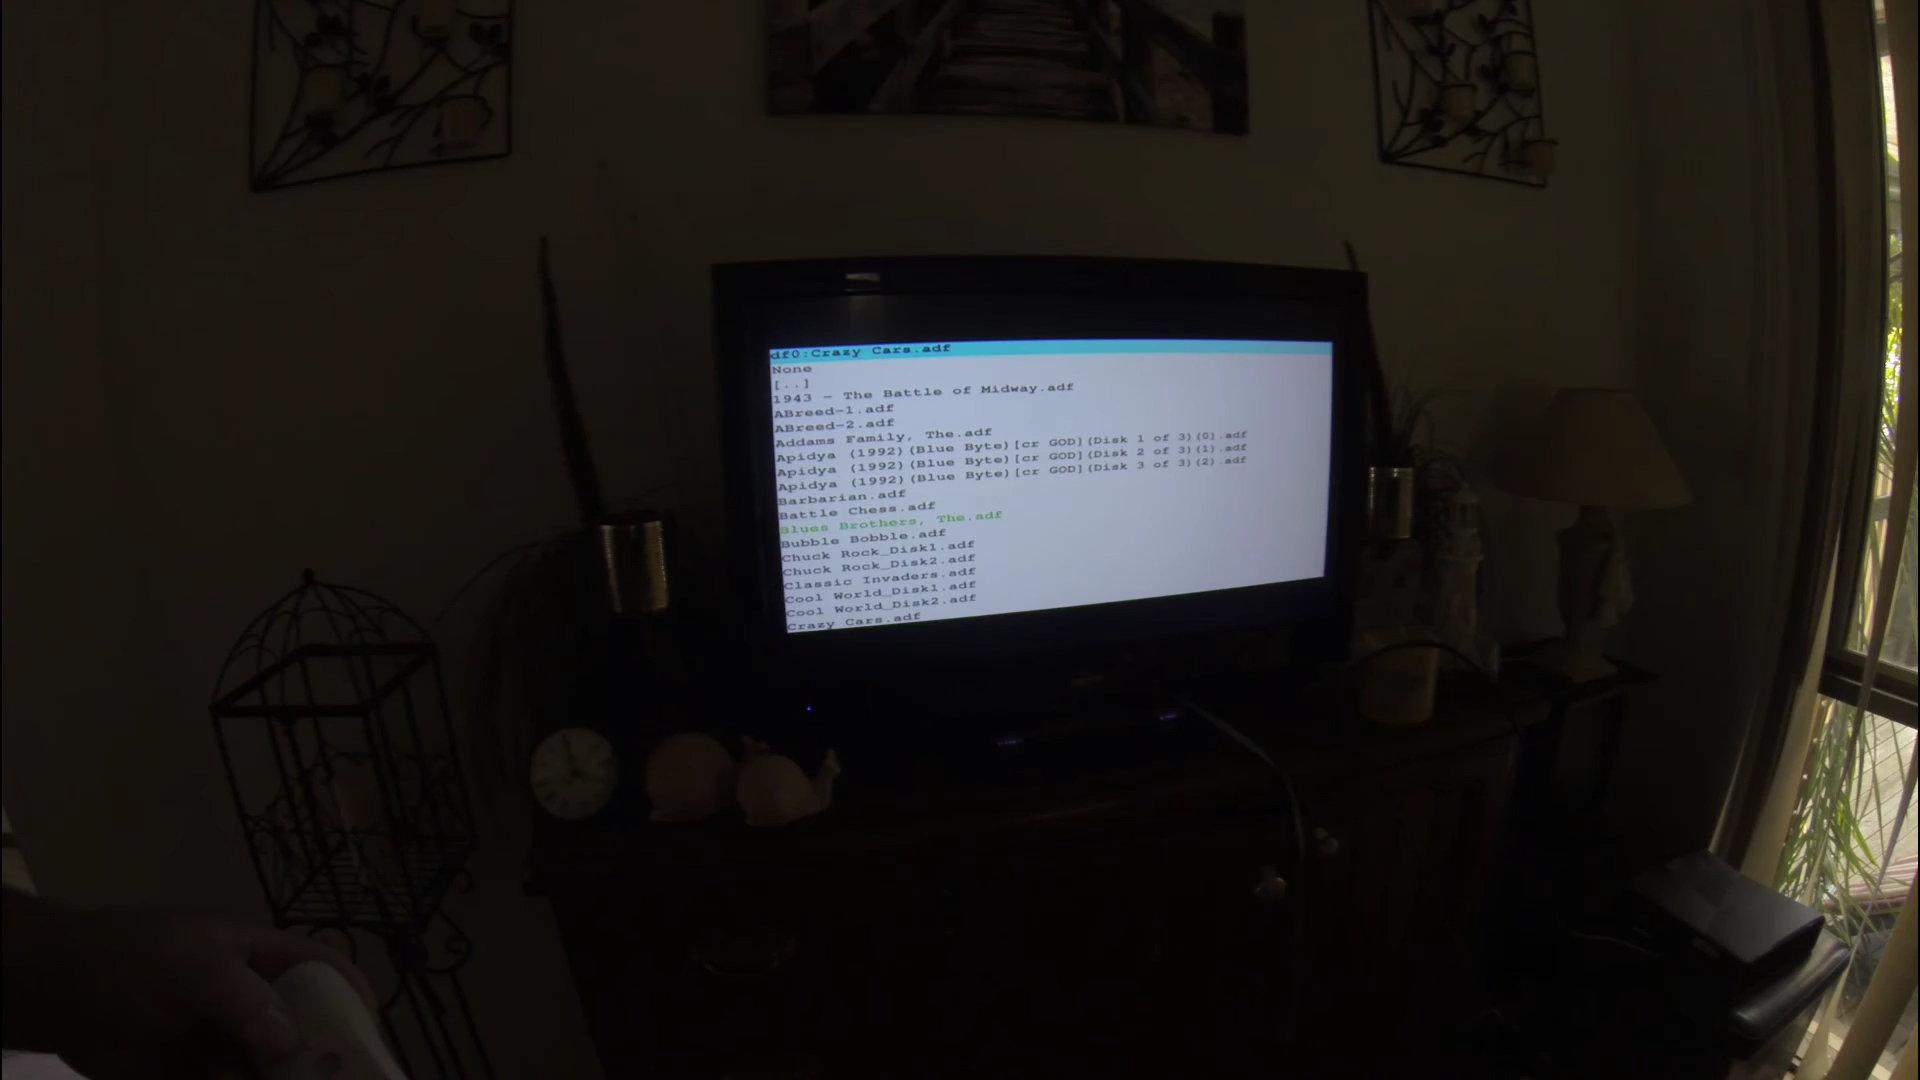 df0:Crazy Cars.adf
None
[..]
1943 - The Battle of Midway.adf
ABreed-1.adf
ABreed-2.adf
Addams Family, The.adf
Apidya (1992)(Blue Byte)[cr GOD](Disk 1 of 3)(0).adf
Apidya (1992)(Blue Byte)[cr GOD](Disk 2 of 3)(1).adf
Apidya (1992)(Blue Byte)[cr GOD](Disk 3 of 3)(2).adf
Barbarian.adf
Battle Chess.adf
Blues Brothers, The.adf
Bubble Bobble.adf
Chuck Rock_Disk1.adf
Chuck Rock_Disk2.adf
Classic Invaders.adf
Cool World_Disk1.adf
Cool World_Disk2.adf
Crazy Cars.adf